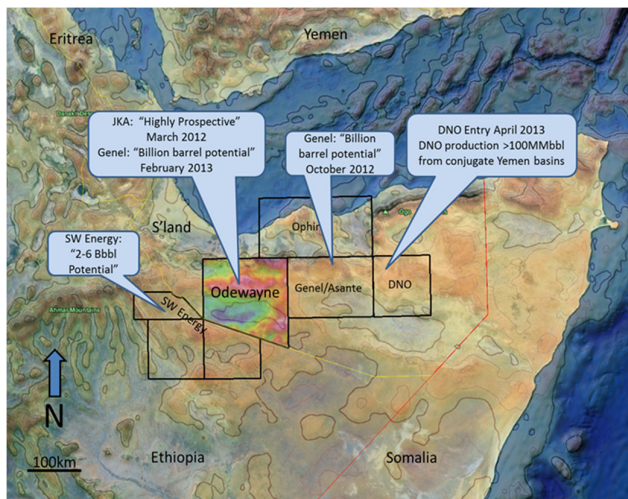 Eritrea
Yemen
JKA: “Highly Prospective”
March 2012
Genel: “Billion barrel potential”
February 2013
Genel: “Billion
barrel potential”
October 2012
DNO Entry April 2013
DNO production >100MMbbl
from conjugate Yemen basins
S'land
Ophir
SW Energy:
“2-6 Bbbl
Potential”
SW Energy
Odewayne
Genel/Asante
DNO
Ahmar Mountains
N
100km
Ethiopia
Somalia